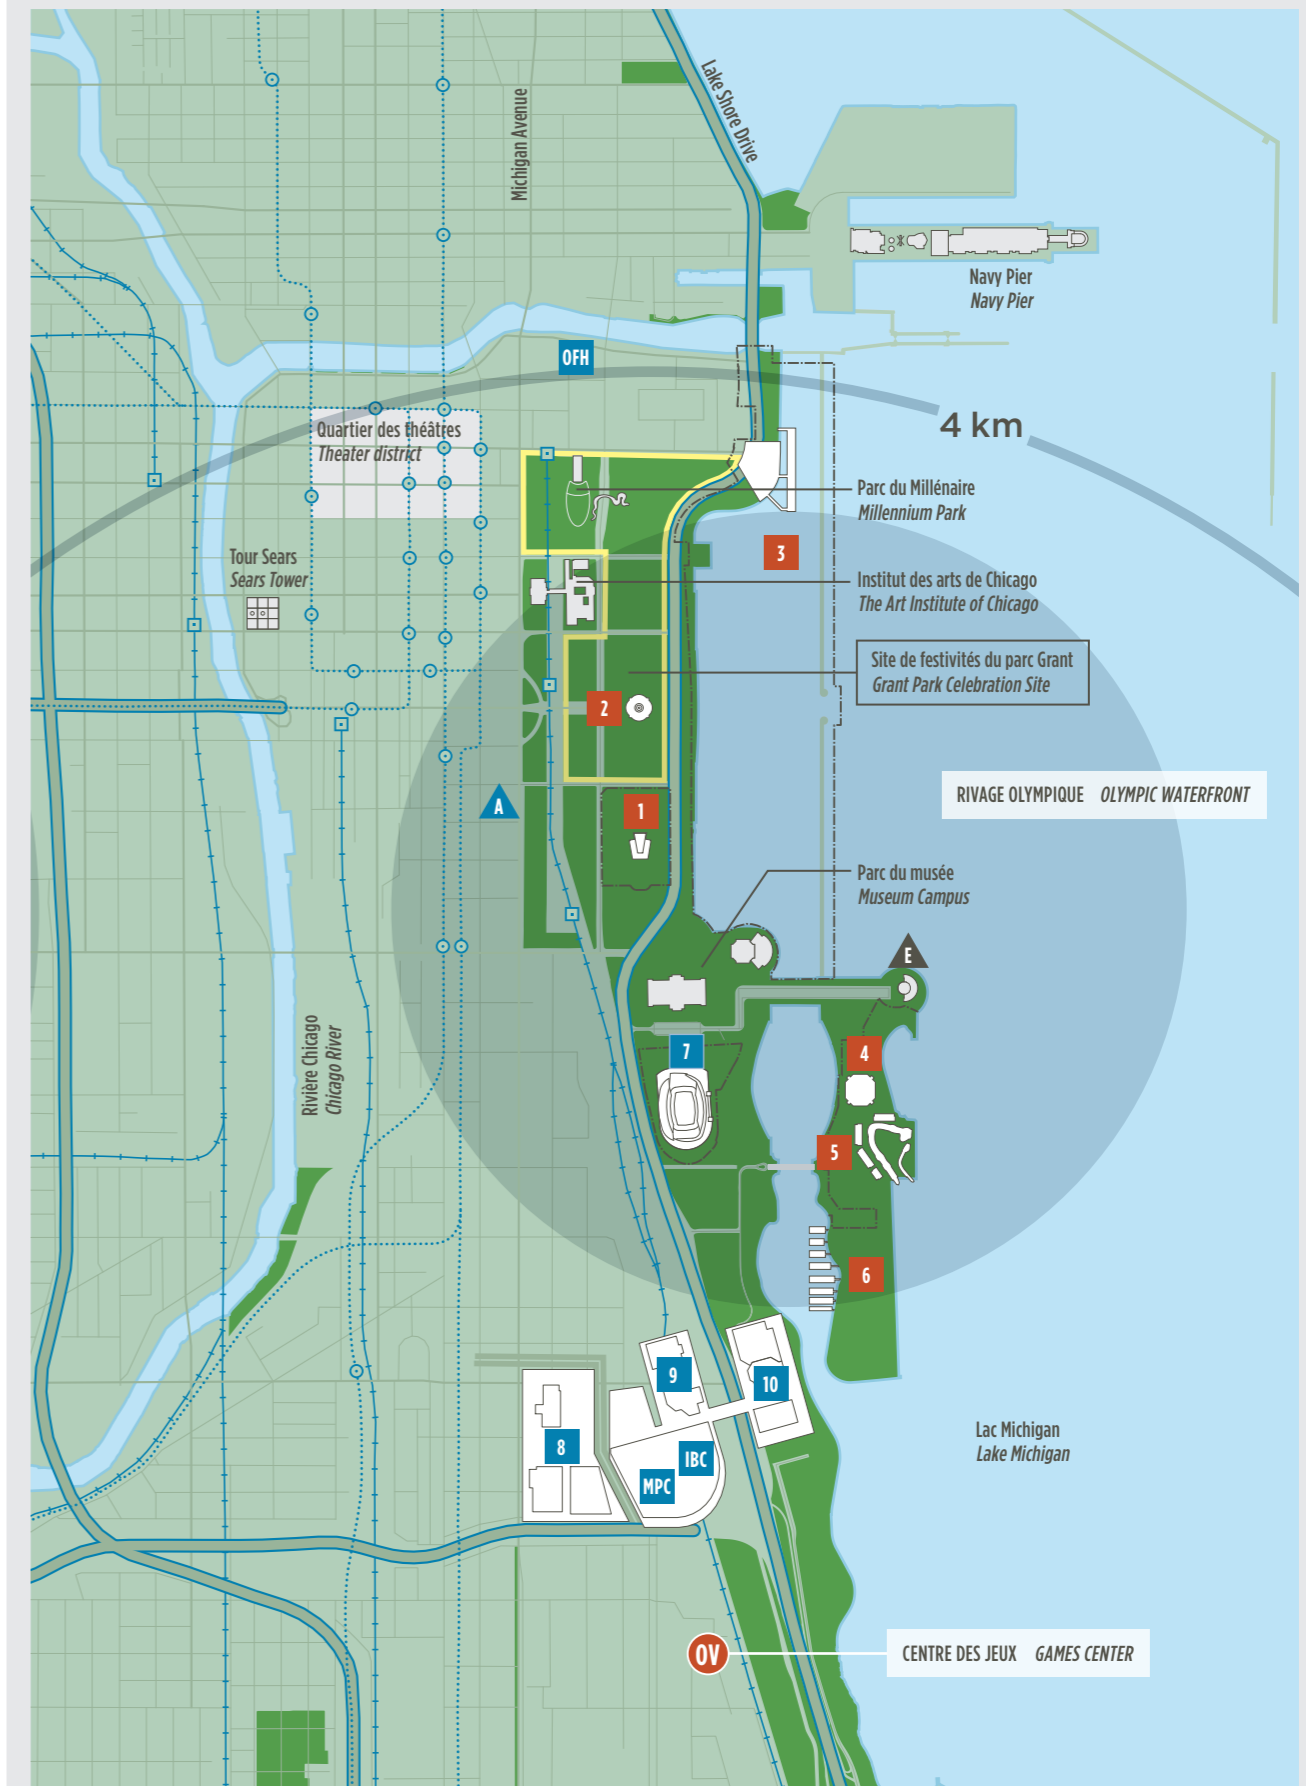 Lake Shore Drive
Michigan Avenue
Navy Pier
Navy Pier
OFH
4 km
Quartier des théâtres
Theater district
Parc du Millénaire
Millennium Park
3
Tour Sears
Sears Tower
Institut des arts de Chicago
The Art Institute of Chicago
Site de festivités du parc Grant
Grant Park Celebration Site
2
RIVAGE OLYMPIQUE OLYMPIC WATERFRONT
A
1
Parc du musée
Museum Campus
E
Rivière Chicago
Chicago River
7
4
5
6
9
10
8
IBC
MPC
Lac Michigan
Lake Michigan
OV
CENTRE DES JEUX GAMES CENTER